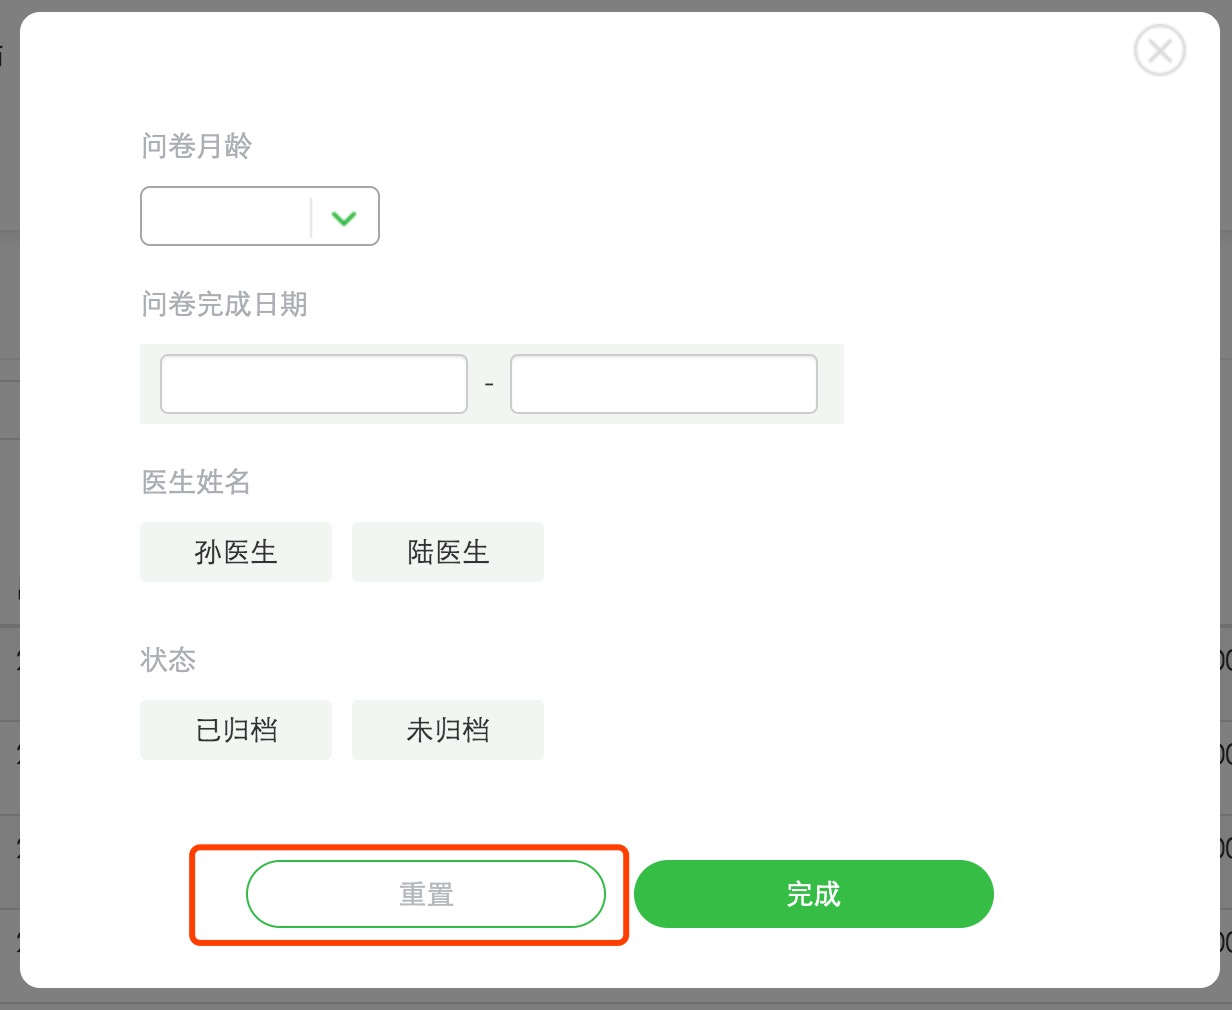 问卷月龄
问卷完成日期
-
医生姓名
孙医生 陆医生
状态
已归档 未归档
重置 完成